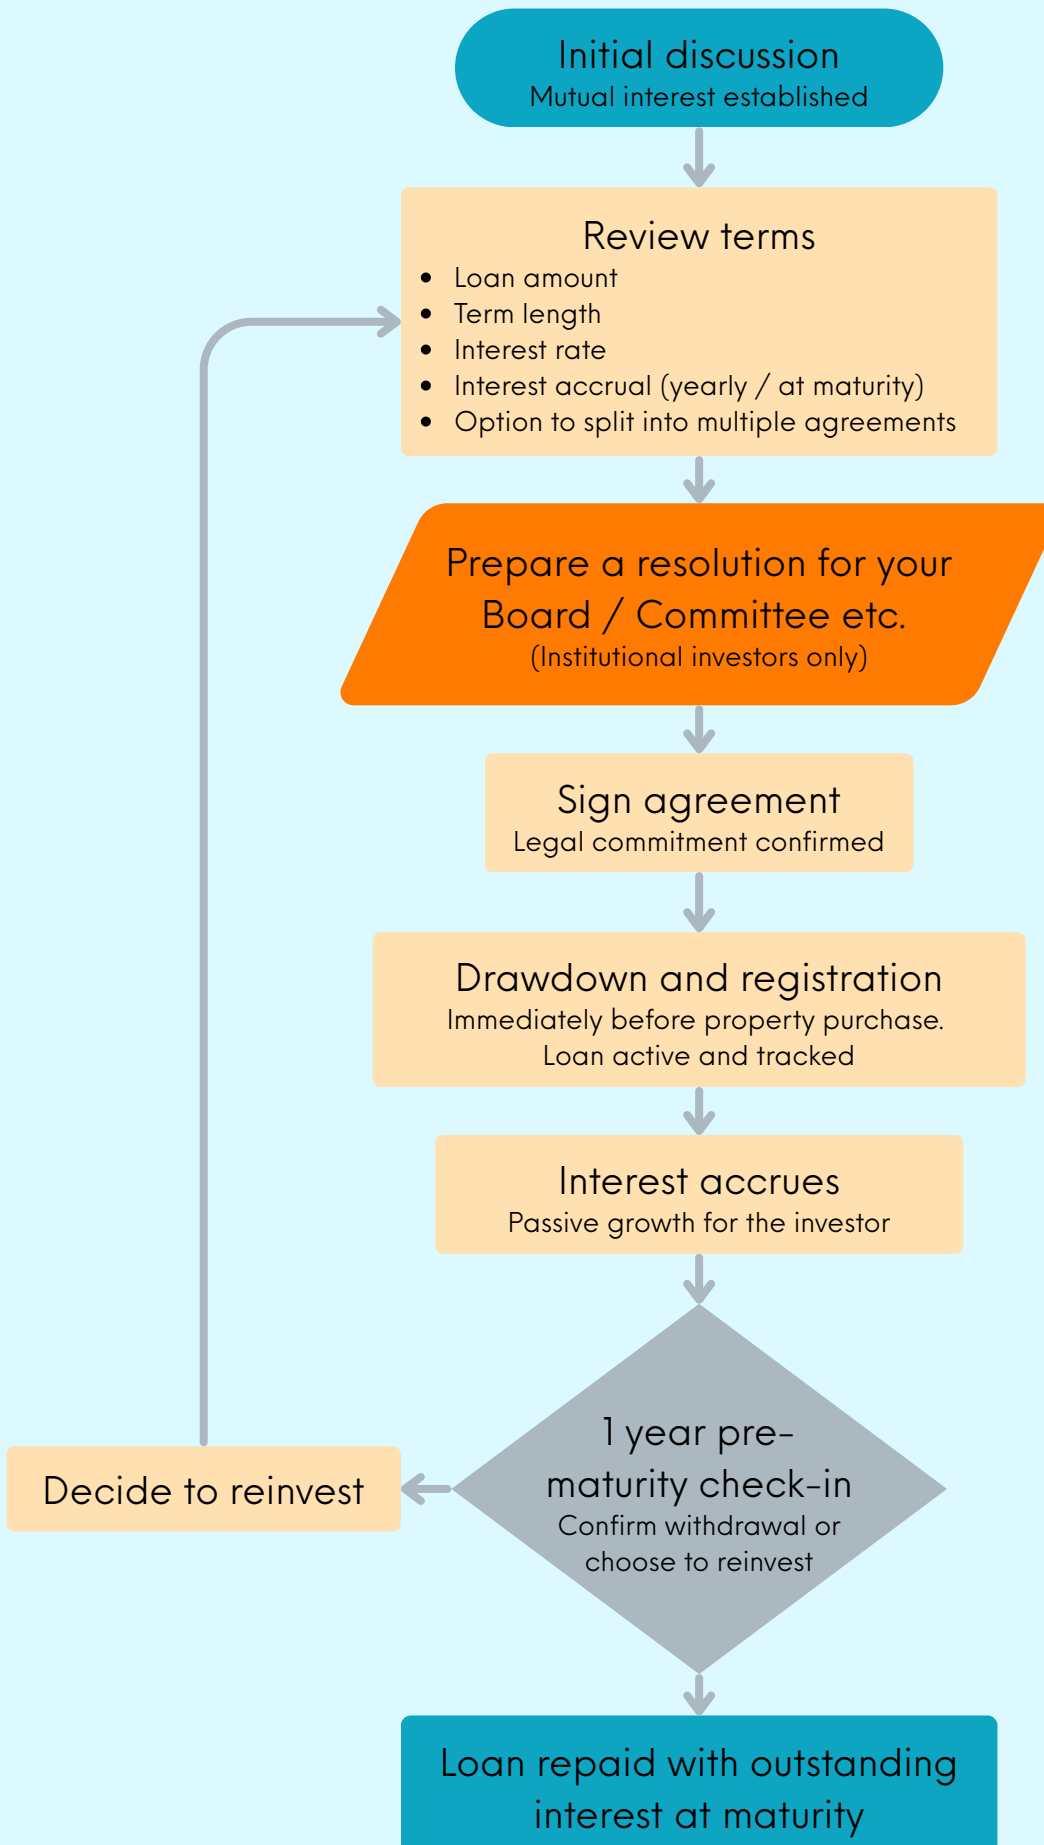 Initial discussion
Mutual interest established
Review terms
• Loan amount
• Term length
• Interest rate
• Interest accrual (yearly / at maturity)
• Option to split into multiple agreements
Prepare a resolution for your
Board / Committee etc.
(Institutional investors only)
Sign agreement
Legal commitment confirmed
Drawdown and registration
Immediately before property purchase.
Loan active and tracked
Interest accrues
Passive growth for the investor
1 year pre-
maturity check-in
Confirm withdrawal or
choose to reinvest
Decide to reinvest
Loan repaid with outstanding
interest at maturity